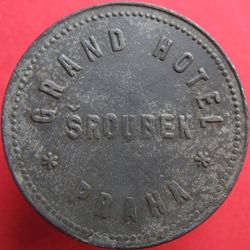 GRAND HOTEL
ŠROUBEK
* PRAHA *